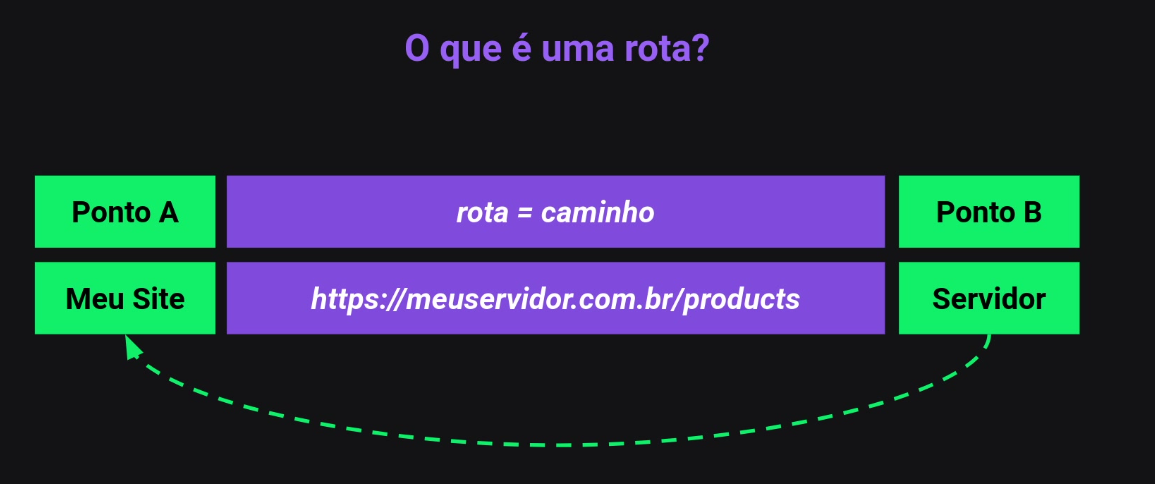 O que é uma rota?
Ponto A
rota = caminho
Ponto B
Meu Site
https://meuservidor.com.br/products
Servidor